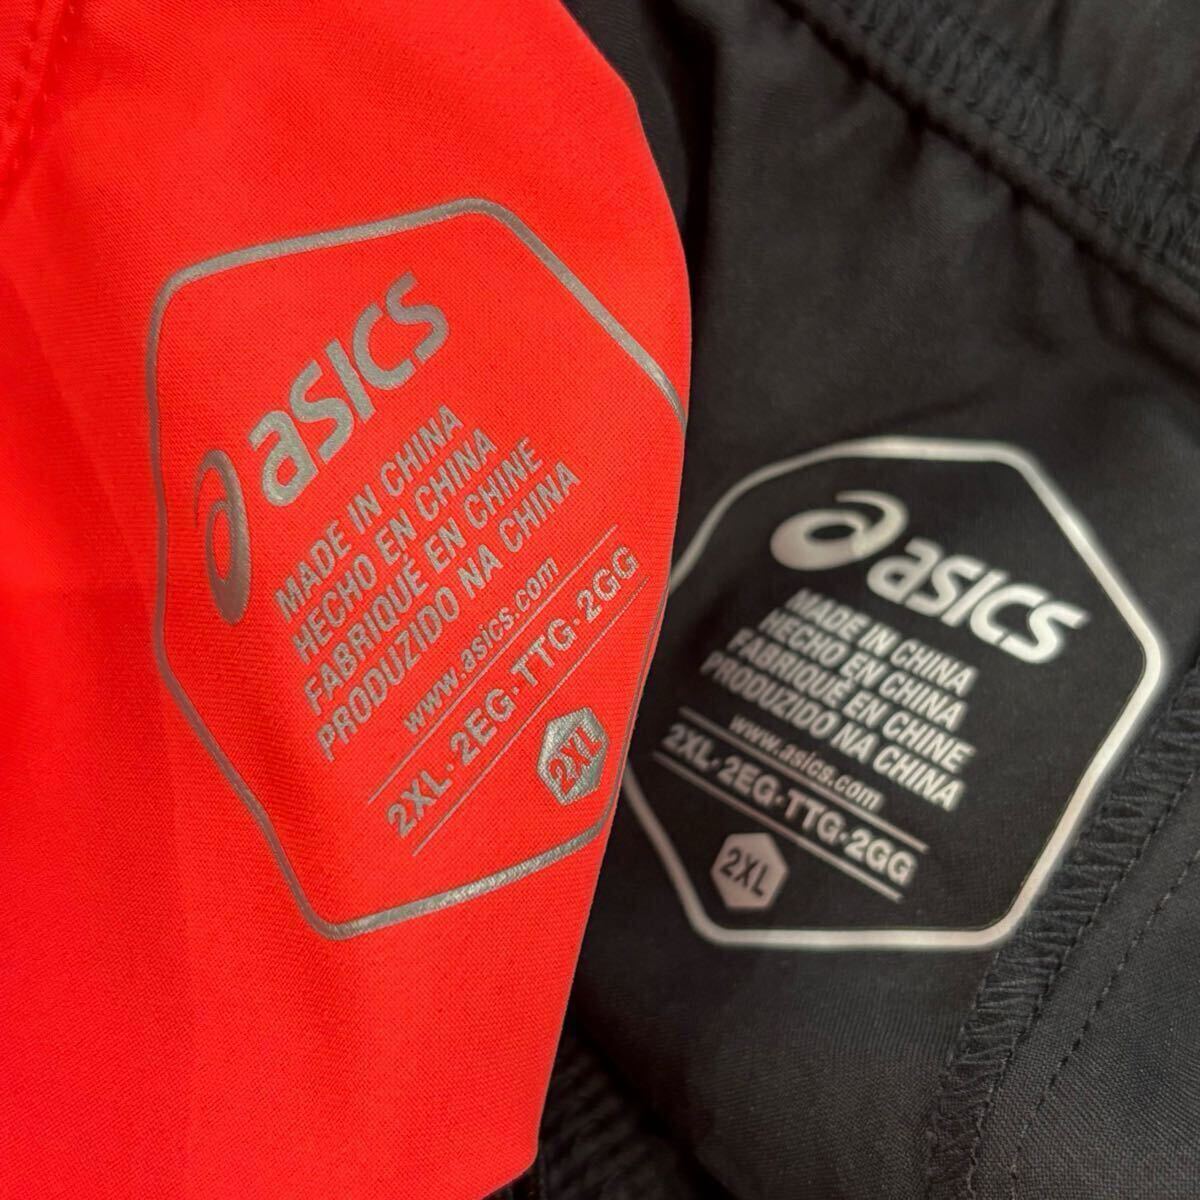 asics
MADE IN CHINA
HECHO EN CHINA
FABRIQUÉ EN CHINE
PRODUZIDO NA CHINA
www.asics.com
2XL·2EG·TTG·2GG
2XL
asics
MADE IN CHINA
HECHO EN CHINA
FABRIQUÉ EN CHINE
PRODUZIDO NA CHINA
www.asics.com
2XL·2EG·TTG·2GG
2XL